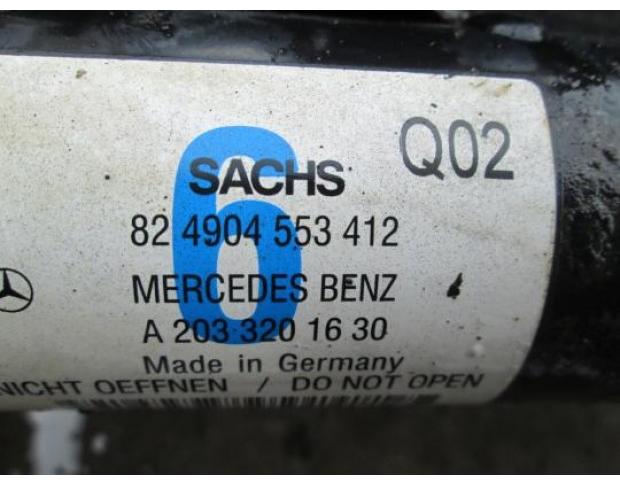 6
Q02
SACHS
82 4904 553 412
MERCEDES BENZ
A 203 320 16 30
Made in Germany
NICHT OEFFNEN / DO NOT OPEN